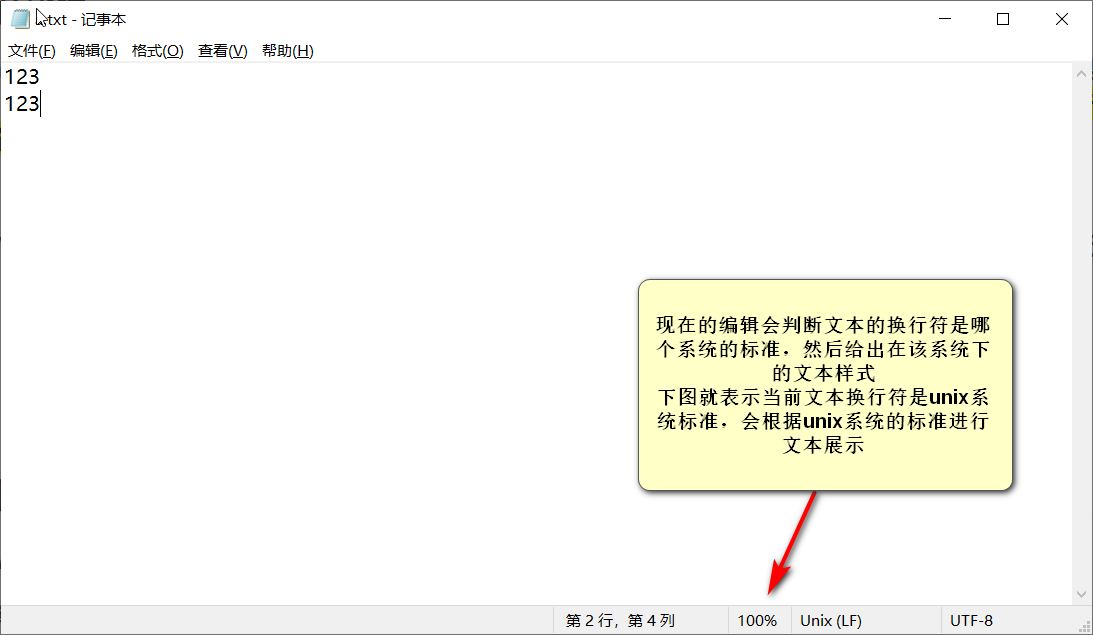 .txt - 记事本
文件(F) 编辑(E) 格式(O) 查看(V) 帮助(H)
123
123
现在的编辑会判断文本的换行符是哪
个系统的标准，然后给出在该系统下
的文本样式
下图就表示当前文本换行符是unix系
统标准，会根据unix系统的标准进行
文本展示
第 2 行，第 4 列 100% Unix (LF) UTF-8